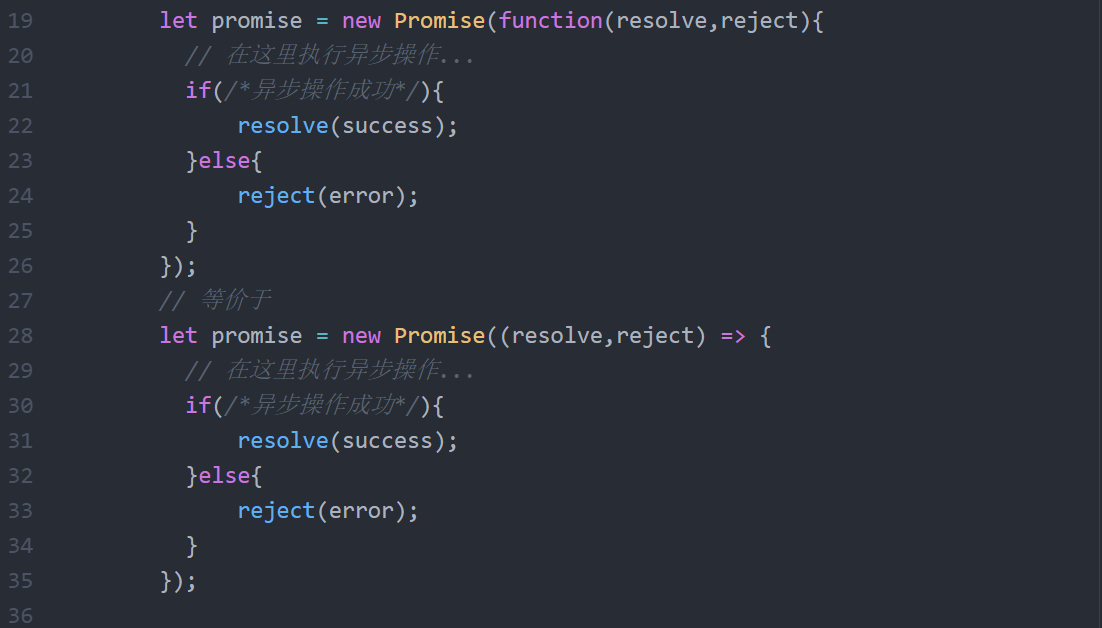 19 let promise = new Promise(function(resolve,reject){
20 // 在这里执行异步操作...
21 if(/*异步操作成功*/){
22 resolve(success);
23 }else{
24 reject(error);
25 }
26 });
27 // 等价于
28 let promise = new Promise((resolve,reject) => {
29 // 在这里执行异步操作...
30 if(/*异步操作成功*/){
31 resolve(success);
32 }else{
33 reject(error);
34 }
35 });
36